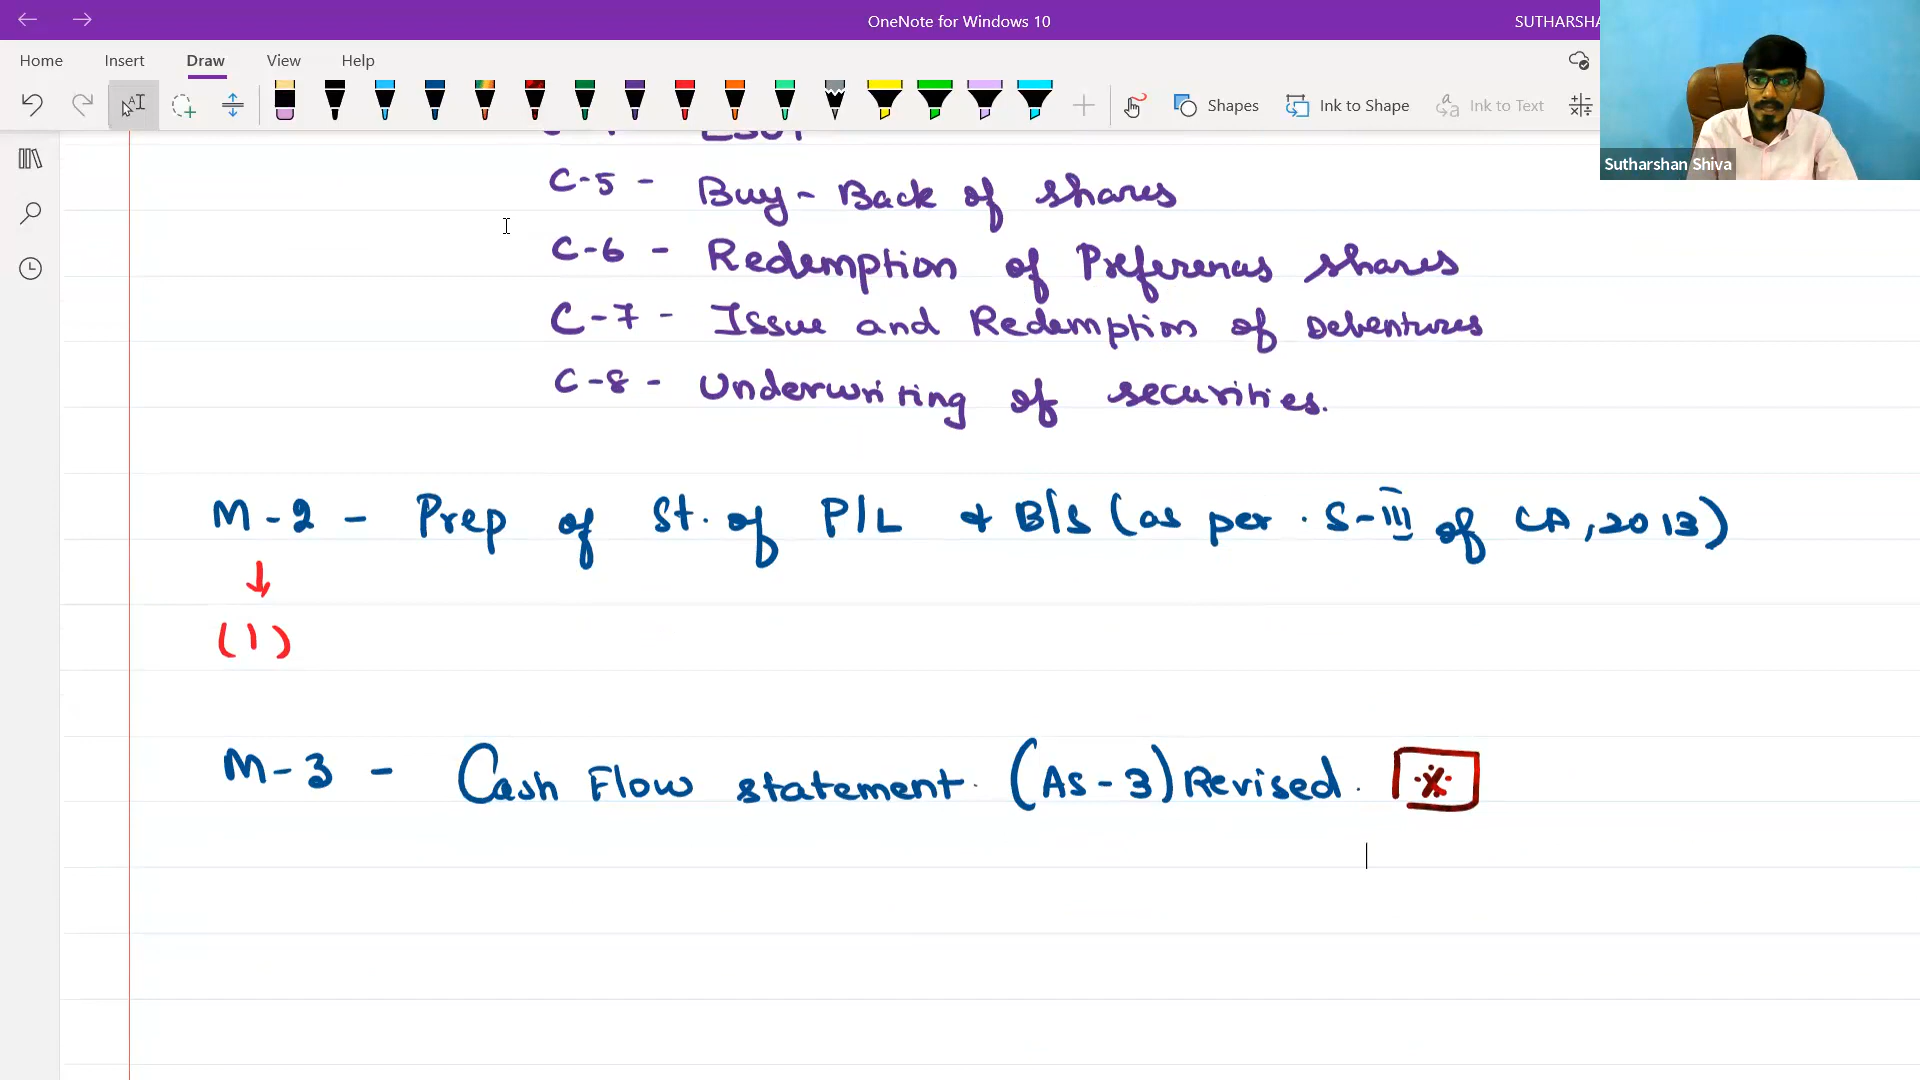 OneNote for Windows 10
SUTHARSHA
Home Insert Draw View Help
Shapes Ink to Shape Ink to Text
Sutharshan Shiva
C-5 - Buy-Back of shares
C-6 - Redemption of Preferences shares
C-7 - Issue and Redemption of Debentures
C-8 - Underwriting of securities.
M-2 - Prep of St. of P/L & B/S (as per. S-III of CA, 2013)
(1)
M-3 - Cash Flow statement. (As-3) Revised.